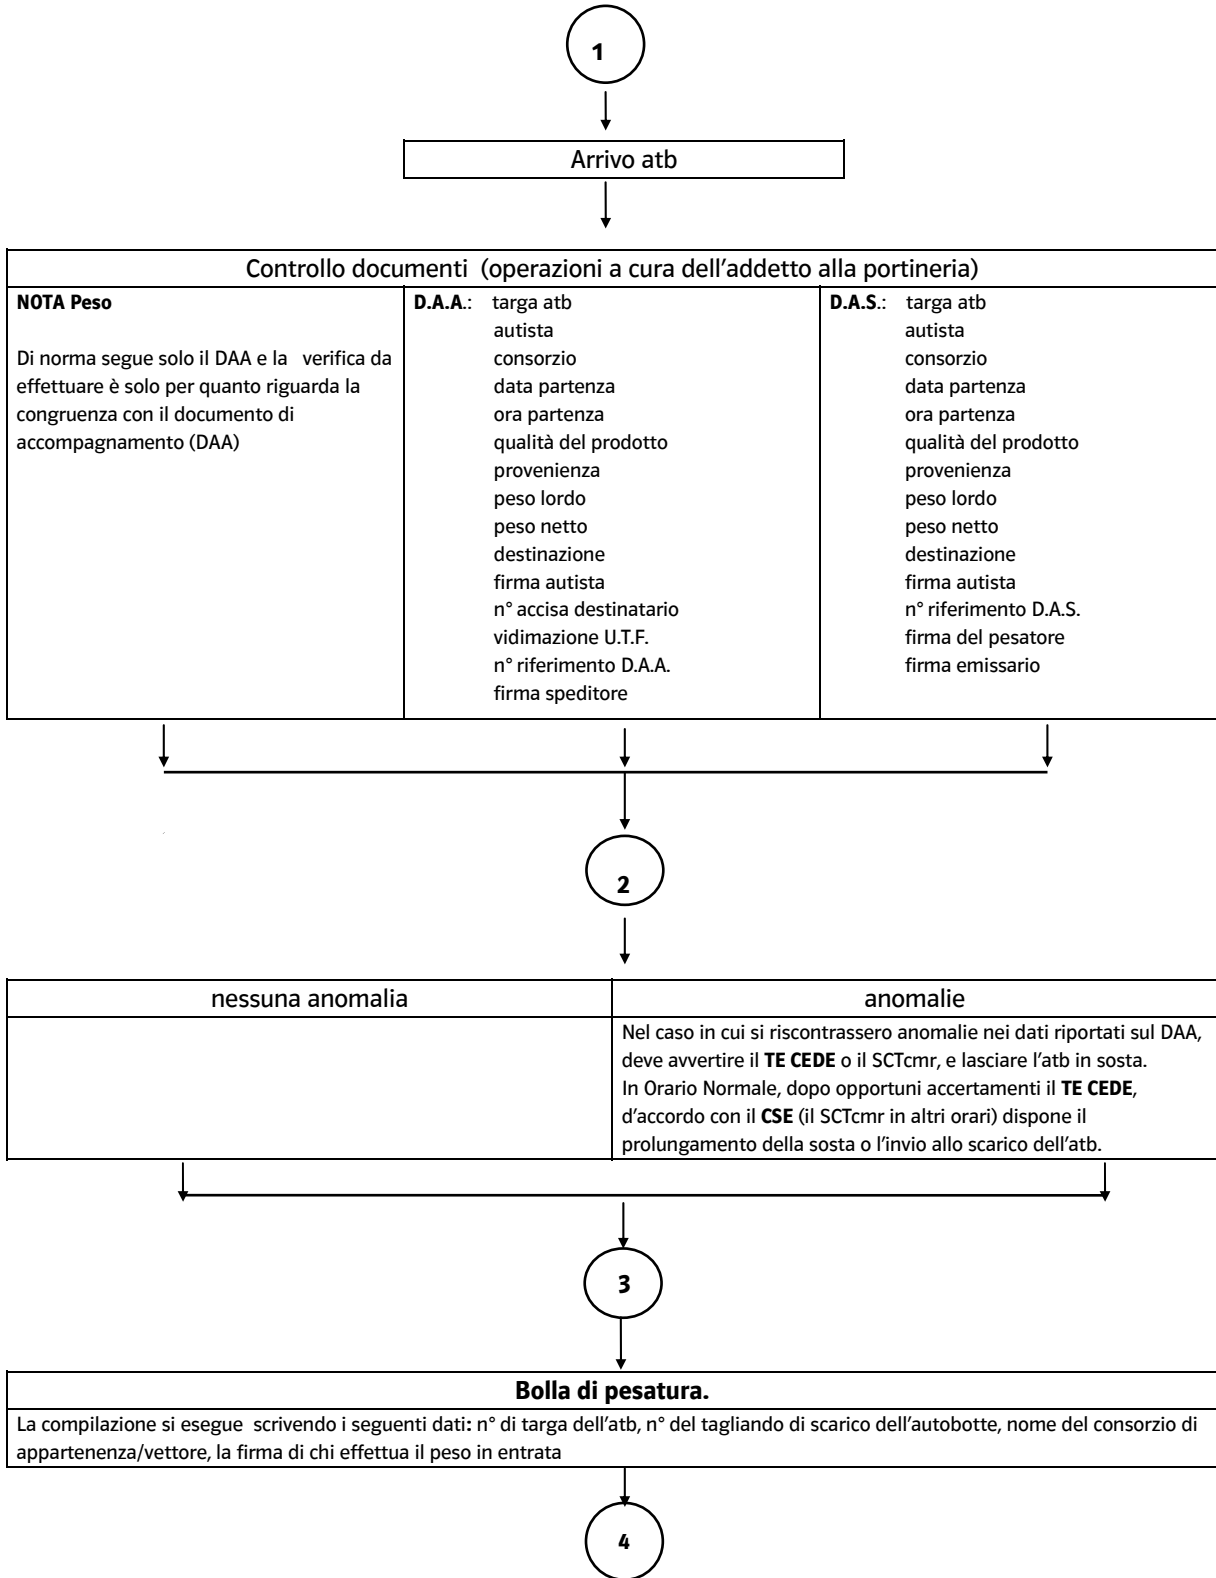 1
Arrivo atb
Controllo documenti (operazioni a cura dell'addetto alla portineria)
NOTA Peso
Di norma segue solo il DAA e la verifica da
effettuare è solo per quanto riguarda la
congruenza con il documento di
accompagnamento (DAA)
D.A.A.: targa atb
autista
consorzio
data partenza
ora partenza
qualità del prodotto
provenienza
peso lordo
peso netto
destinazione
firma autista
n° accisa destinatario
vidimazione U.T.F.
n° riferimento D.A.A.
firma speditore
D.A.S.: targa atb
autista
consorzio
data partenza
ora partenza
qualità del prodotto
provenienza
peso lordo
peso netto
destinazione
firma autista
n° riferimento D.A.S.
firma del pesatore
firma emissario
2
nessuna anomalia
anomalie
Nel caso in cui si riscontrassero anomalie nei dati riportati sul DAA,
deve avvertire il TE CEDE o il SCTcmr, e lasciare l'atb in sosta.
In Orario Normale, dopo opportuni accertamenti il TE CEDE,
d'accordo con il CSE (il SCTcmr in altri orari) dispone il
prolungamento della sosta o l'invio allo scarico dell'atb.
3
Bolla di pesatura.
La compilazione si esegue scrivendo i seguenti dati: n° di targa dell'atb, n° del tagliando di scarico dell'autobotte, nome del consorzio di
appartenenza/vettore, la firma di chi effettua il peso in entrata
4